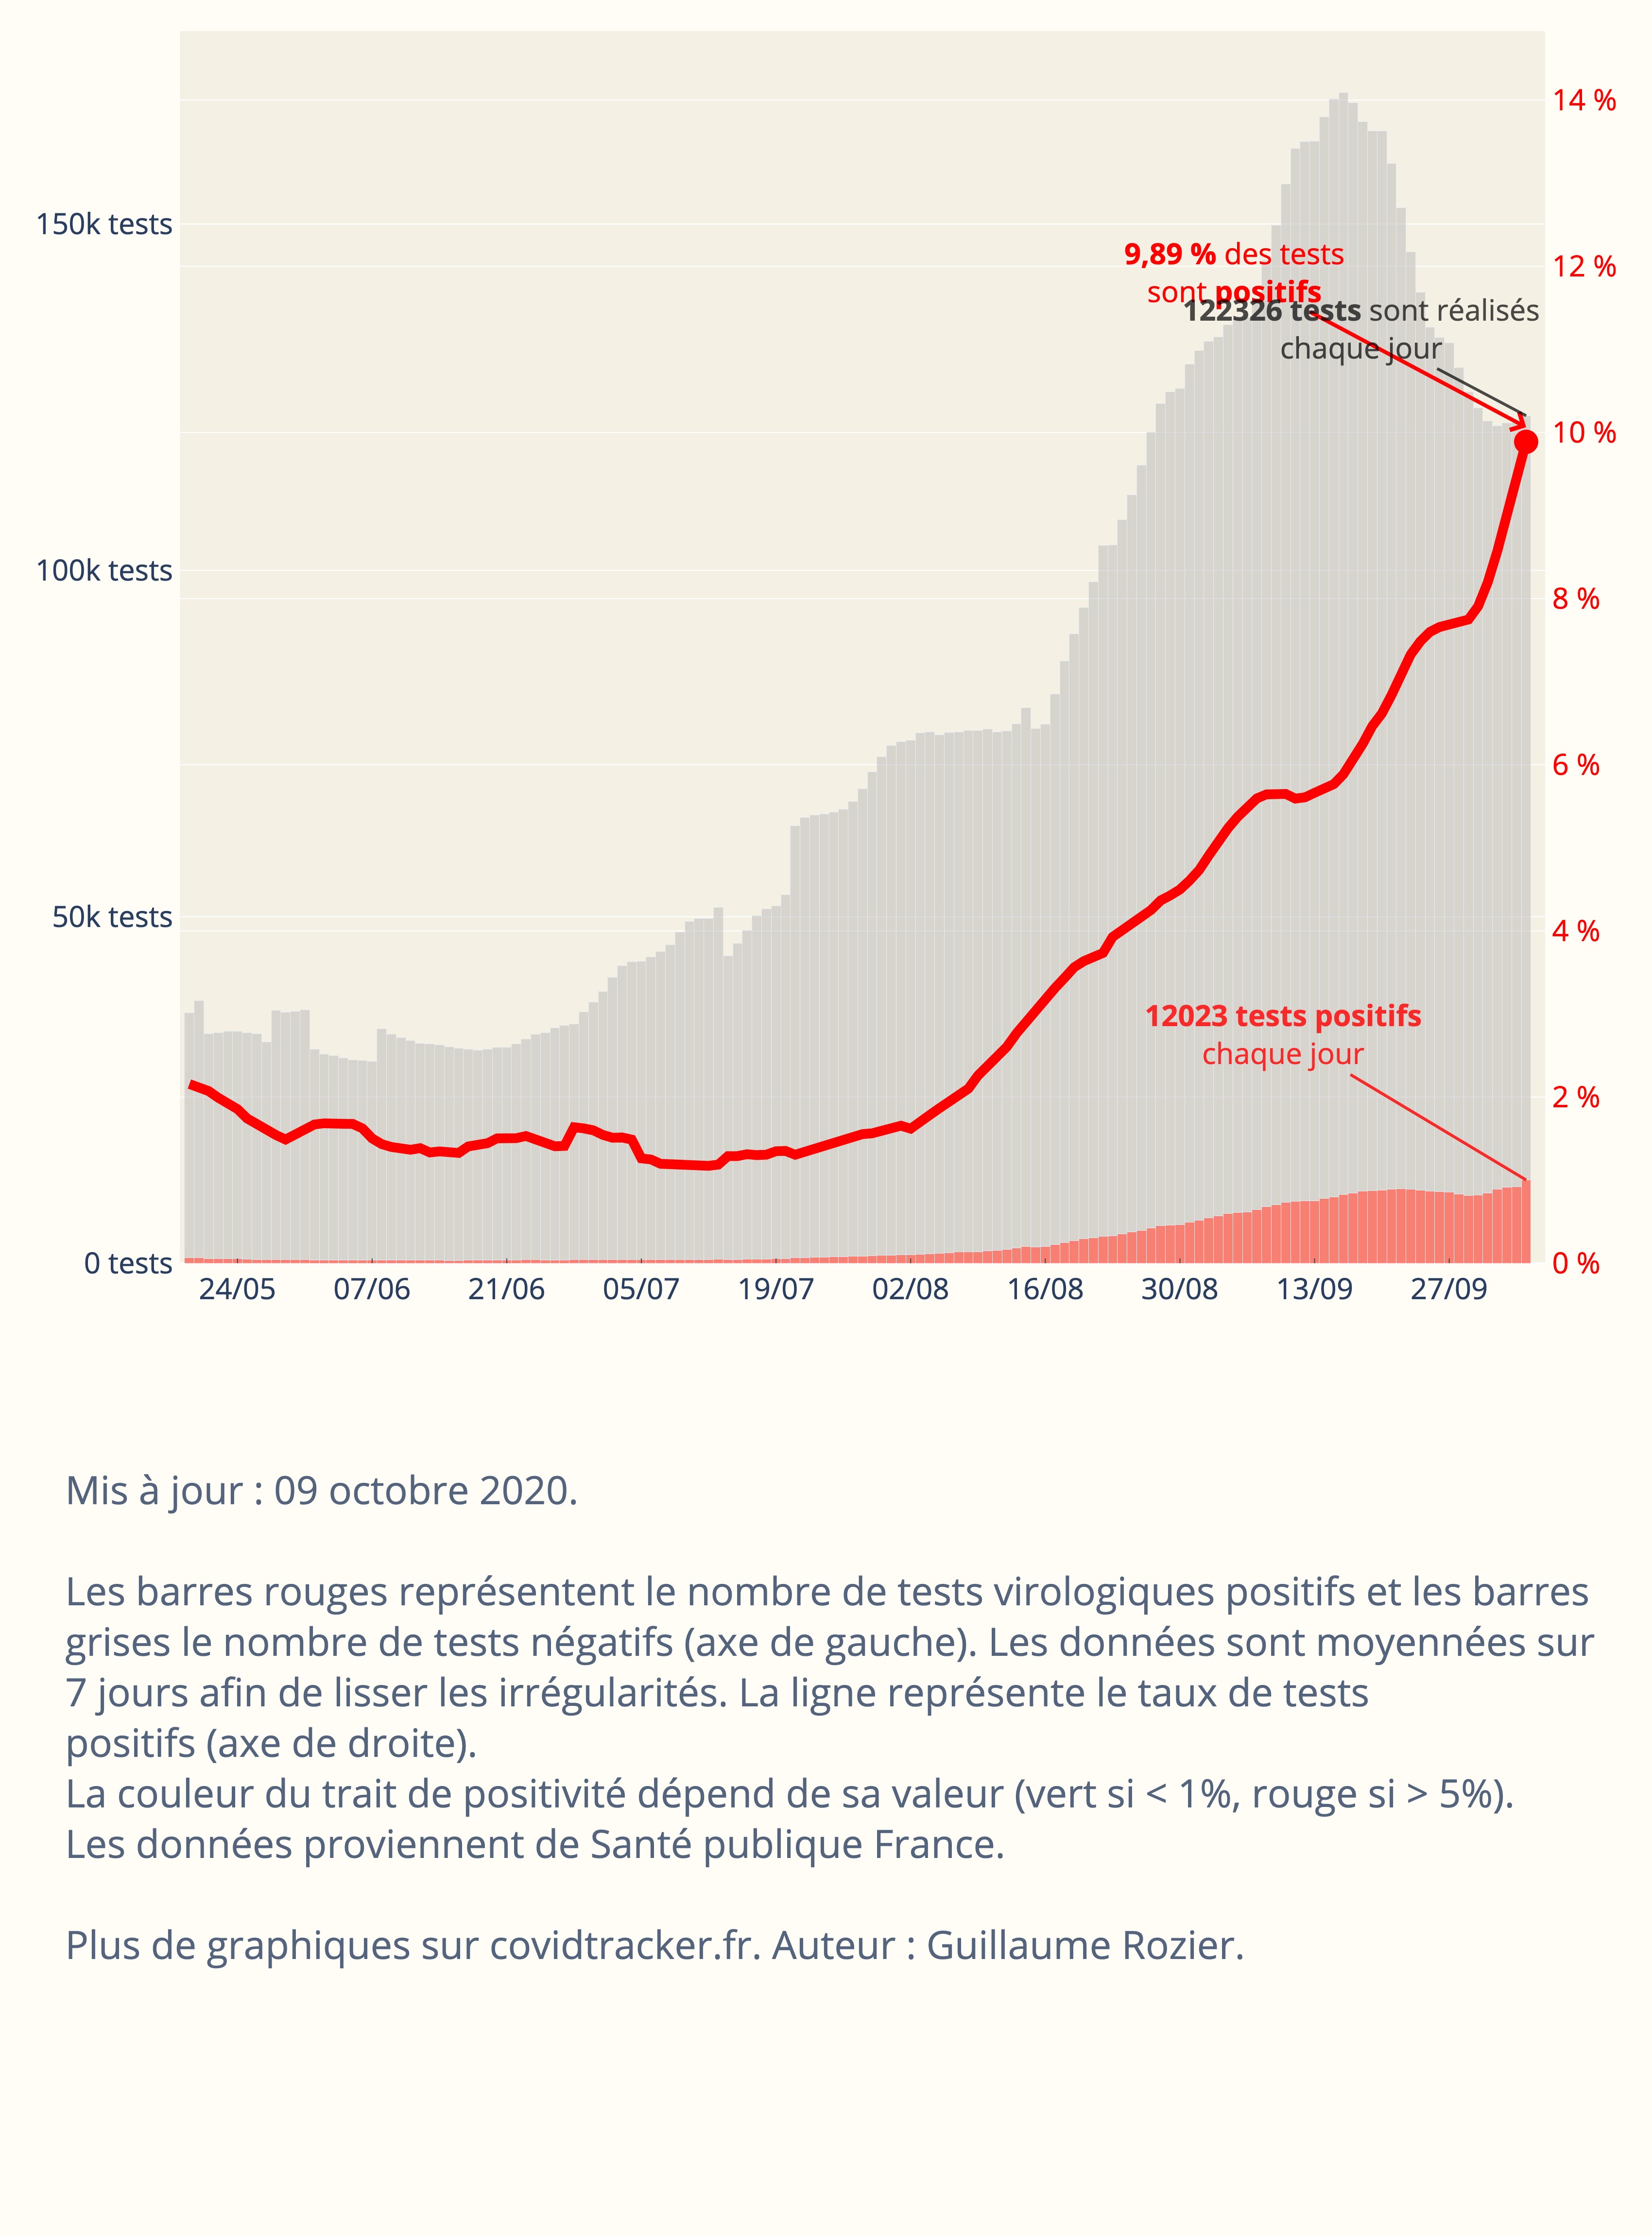 14 %
150k tests
9,89 % des tests
sont positifs
12 %
122326 tests sont réalisés
chaque jour
10 %
100k tests
8 %
6 %
50k tests
4 %
12023 tests positifs
chaque jour
2 %
0 tests
0 %
24/05 07/06 21/06 05/07 19/07 02/08 16/08 30/08 13/09 27/09
Mis à jour : 09 octobre 2020.
Les barres rouges représentent le nombre de tests virologiques positifs et les barres
grises le nombre de tests négatifs (axe de gauche). Les données sont moyennées sur
7 jours afin de lisser les irrégularités. La ligne représente le taux de tests
positifs (axe de droite).
La couleur du trait de positivité dépend de sa valeur (vert si < 1%, rouge si > 5%).
Les données proviennent de Santé publique France.
Plus de graphiques sur covidtracker.fr. Auteur : Guillaume Rozier.